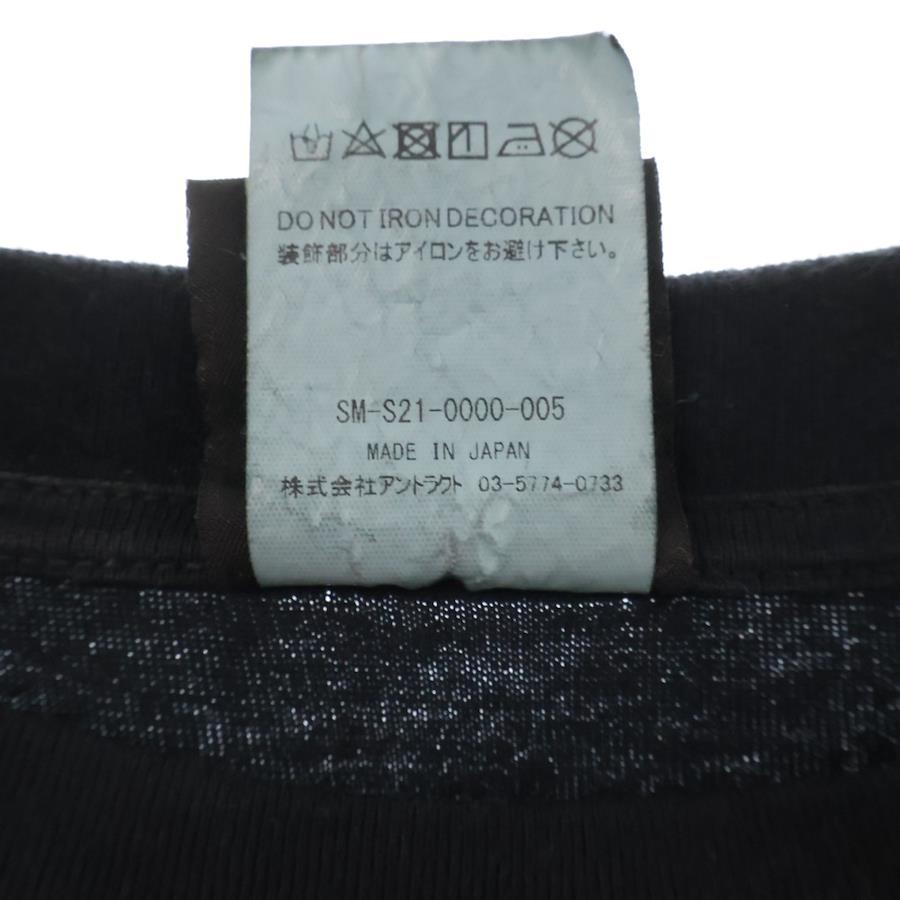 DO NOT IRON DECORATION
装飾部分はアイロンをお避け下さい。
SM-S21-0000-005
MADE IN JAPAN
株式会社アントラクト 03-5774-0733